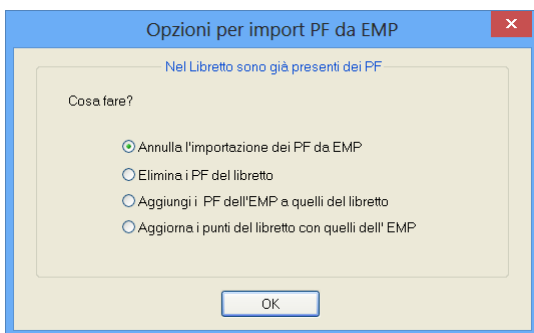 Opzioni per import PF da EMP
Nel Libretto sono già presenti dei PF
Cosa fare?
Annulla l'importazione dei PF da EMP
Elimina i PF del libretto
Aggiungi i PF dell'EMP a quelli del libretto
Aggiorna i punti del libretto con quelli dell' EMP
OK